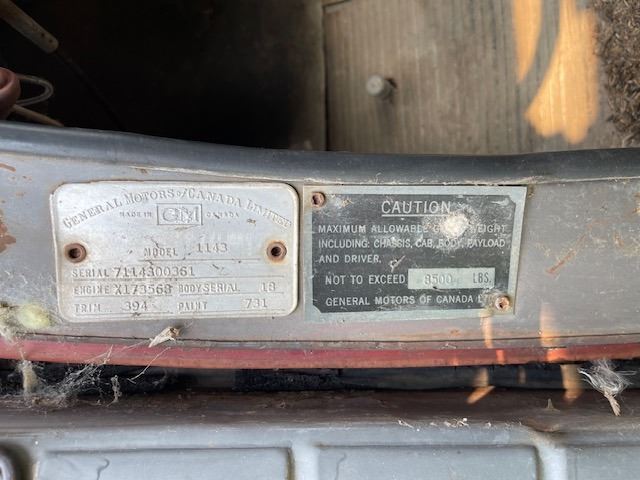 GENERAL MOTORS OF CANADA LIMITED
MADE IN GM CANADA
MODEL 1143
SERIAL 7114300361
ENGINE X173568 BODY SERIAL 18
TRIM 394 PAINT 731
CAUTION
MAXIMUM ALLOWABLE GROSS WEIGHT
INCLUDING: CHASSIS, CAB, BODY, PAYLOAD
AND DRIVER.
NOT TO EXCEED 8500 LBS.
GENERAL MOTORS OF CANADA